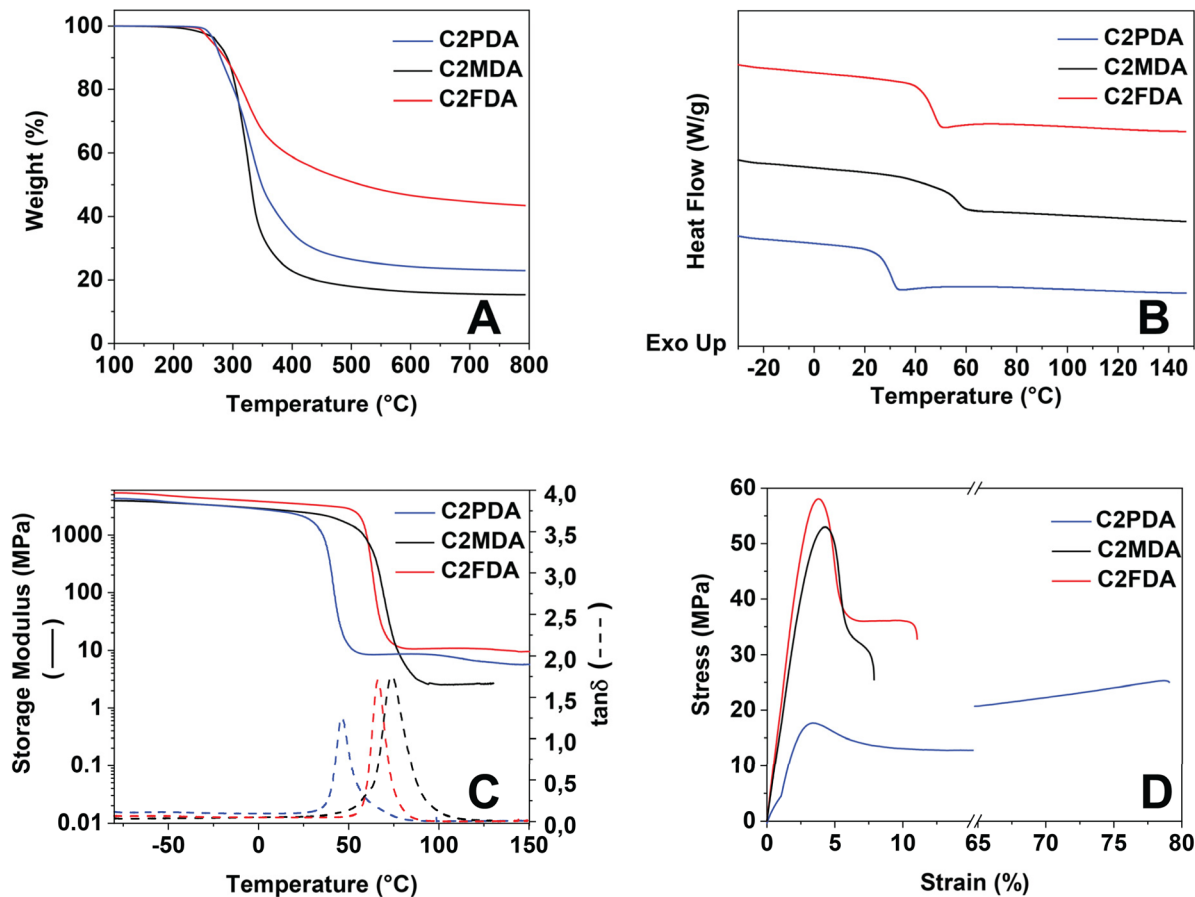 100
80
60
40
20
0
Weight (%)
C2PDA
C2MDA
C2FDA
A
100 200 300 400 500 600 700 800
Temperature (°C)
Heat Flow (W/g)
C2PDA
C2MDA
C2FDA
B
Exo Up
-20 0 20 40 60 80 100 120 140
Temperature (°C)
1000
100
10
1
0.1
0.01
Storage Modulus (MPa)
(—)
C2PDA
C2MDA
C2FDA
4,0
3,5
3,0
2,5
2,0
1,5
1,0
0,5
0,0
tanδ (---)
C
-50 0 50 100 150
Temperature (°C)
60
50
40
30
20
10
0
Stress (MPa)
C2PDA
C2MDA
C2FDA
D
0 5 10 65 70 75 80
Strain (%)